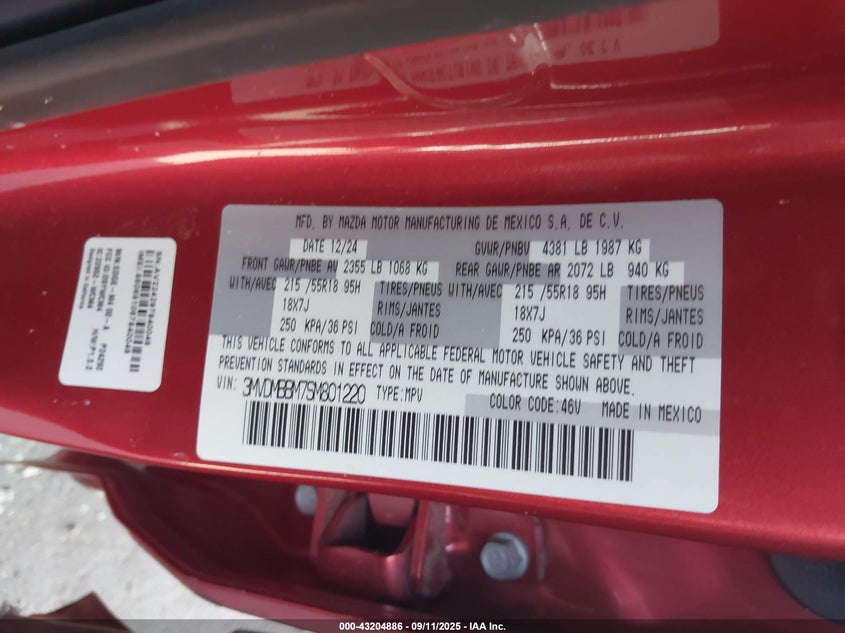 MFD. BY MAZDA MOTOR MANUFACTURING DE MEXICO S.A. DE C.V.
DATE 12/24 GVWR/PNBV 4381 LB 1987 KG
FRONT GAWR/PNBE AV 2355 LB 1068 KG REAR GAWR/PNBE AR 2072 LB 940 KG
WITH/AVEC 215 /55R18 95H TIRES/PNEUS WITH/AVEC 215 /55R18 95H TIRES/PNEUS
18X7J RIMS/JANTES 18X7J RIMS/JANTES
250 KPA/36 PSI COLD/A FROID 250 KPA/36 PSI COLD/A FROID
THIS VEHICLE CONFORMS TO ALL APPLICABLE FEDERAL MOTOR VEHICLE SAFETY AND THEFT
PREVENTION STANDARDS IN EFFECT ON THE DATE OF MANUFACTURE SHOWN ABOVE.
VIN: 3MVDMBBM7SM801220 TYPE:MPV COLOR CODE:46V MADE IN MEXICO
000-43204886 - 09/11/2025 - IAA Inc.